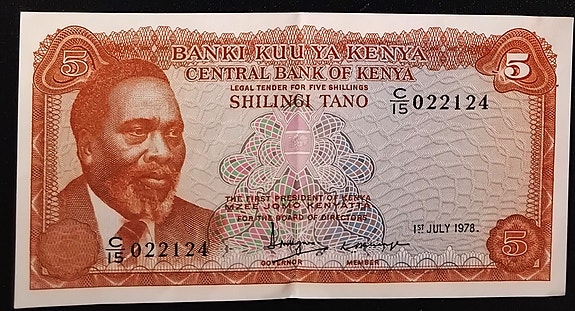 5 BANKI KUU YA KENYA 5
CENTRAL BANK OF KENYA
LEGAL TENDER FOR FIVE SHILLINGS
SHILINGI TANO
C/15 022124
THE FIRST PRESIDENT OF KENYA
MZEE JOMO KENYATTA
FOR THE BOARD OF DIRECTORS
1ST JULY 1978.
C/15 022124
GOVERNOR MEMBER
5